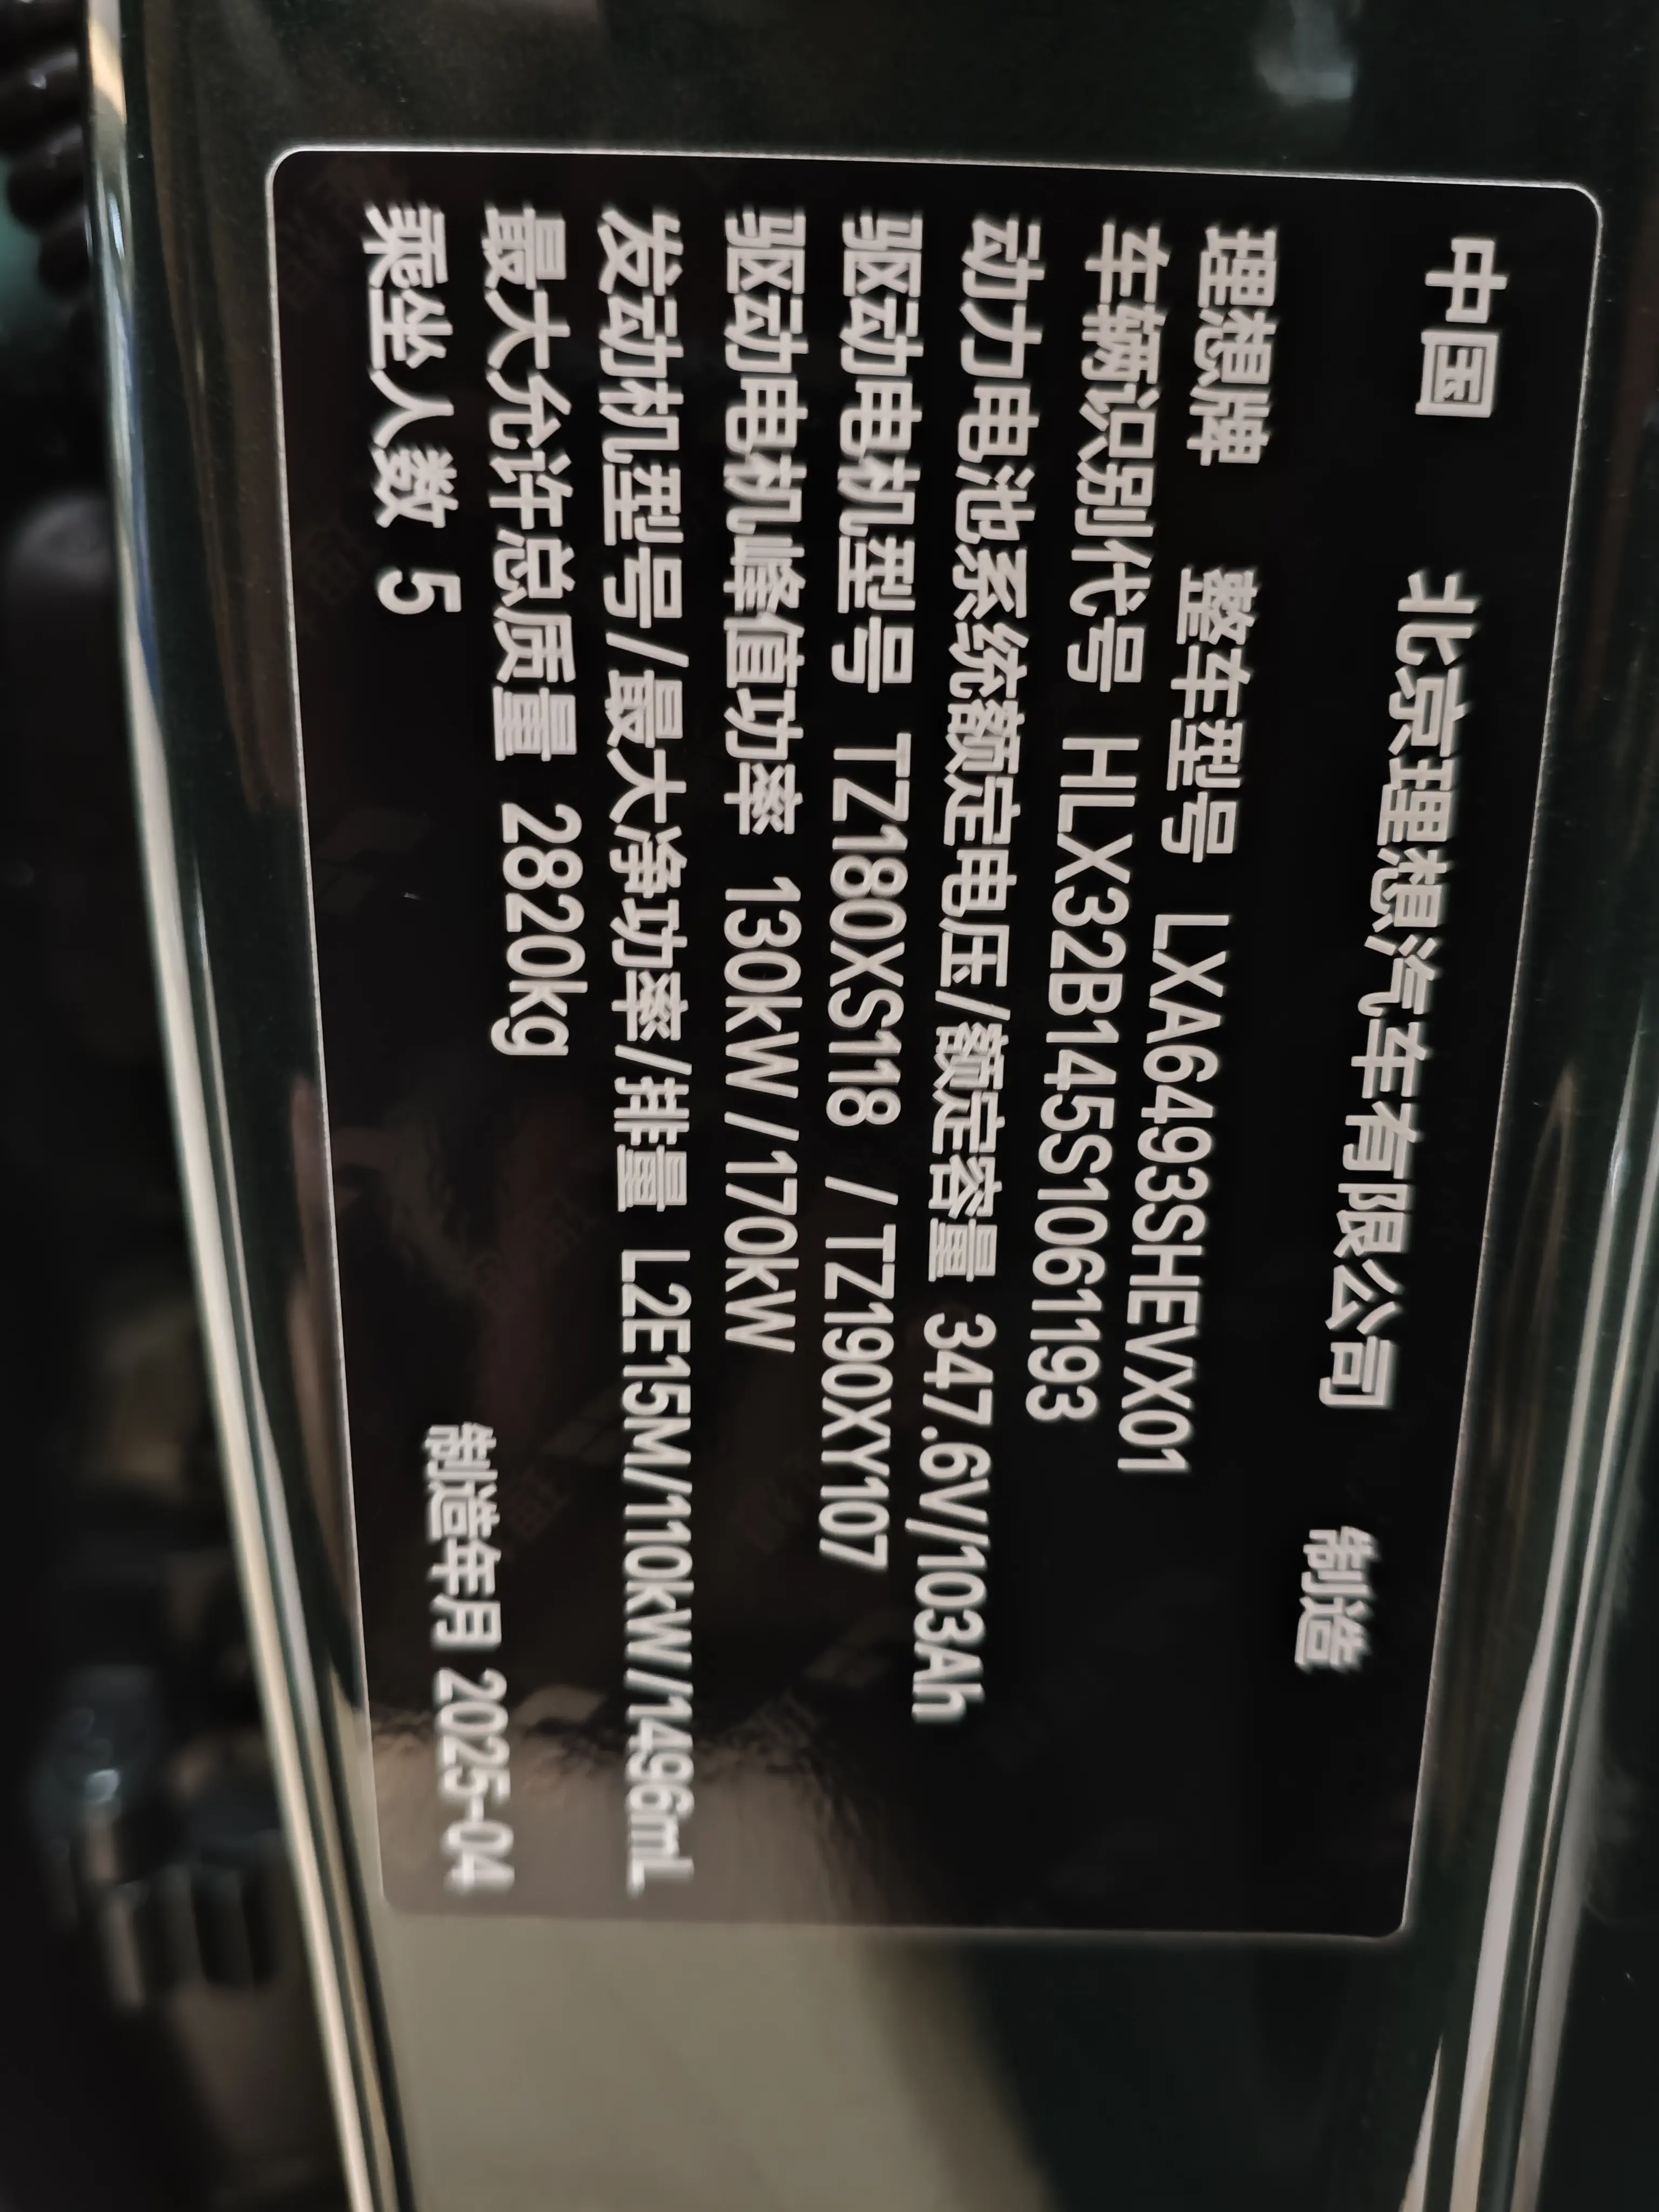 中国 北京理想汽车有限公司 制造
理想牌 整车型号 LXA6493SHEVX01
车辆识别代号 HLX32B145S1061193
动力电池系统额定电压/额定容量 347.6V/103Ah
驱动电机型号 TZ180XS118 / TZ190XY107
驱动电机峰值功率 130kW / 170kW
发动机型号/最大净功率/排量 L2E15M/110kW/1496mL
最大允许总质量 2820kg
乘坐人数 5
制造年月 2025-04